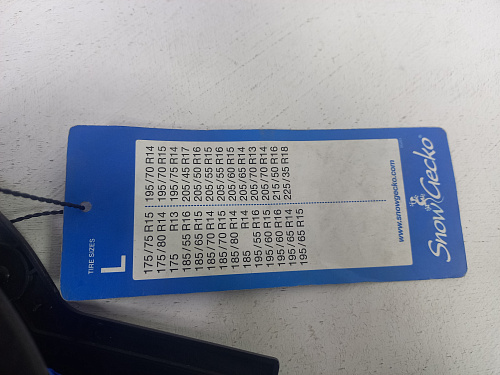 TIRE SIZES
L
175/75 R15
175/80 R14
175 R13
185/55 R16
185/65 R15
185/70 R14
185/70 R15
185/80 R14
185 R14
195/55 R16
195/60 R15
195/60 R16
195/65 R14
195/65 R15
195/70 R14
195/70 R15
195/75 R14
205/45 R17
205/50 R16
205/55 R15
205/55 R16
205/60 R15
205/65 R14
205/70 R13
205/70 R14
215/50 R16
225/35 R18
www.snowgecko.com
SnowGecko